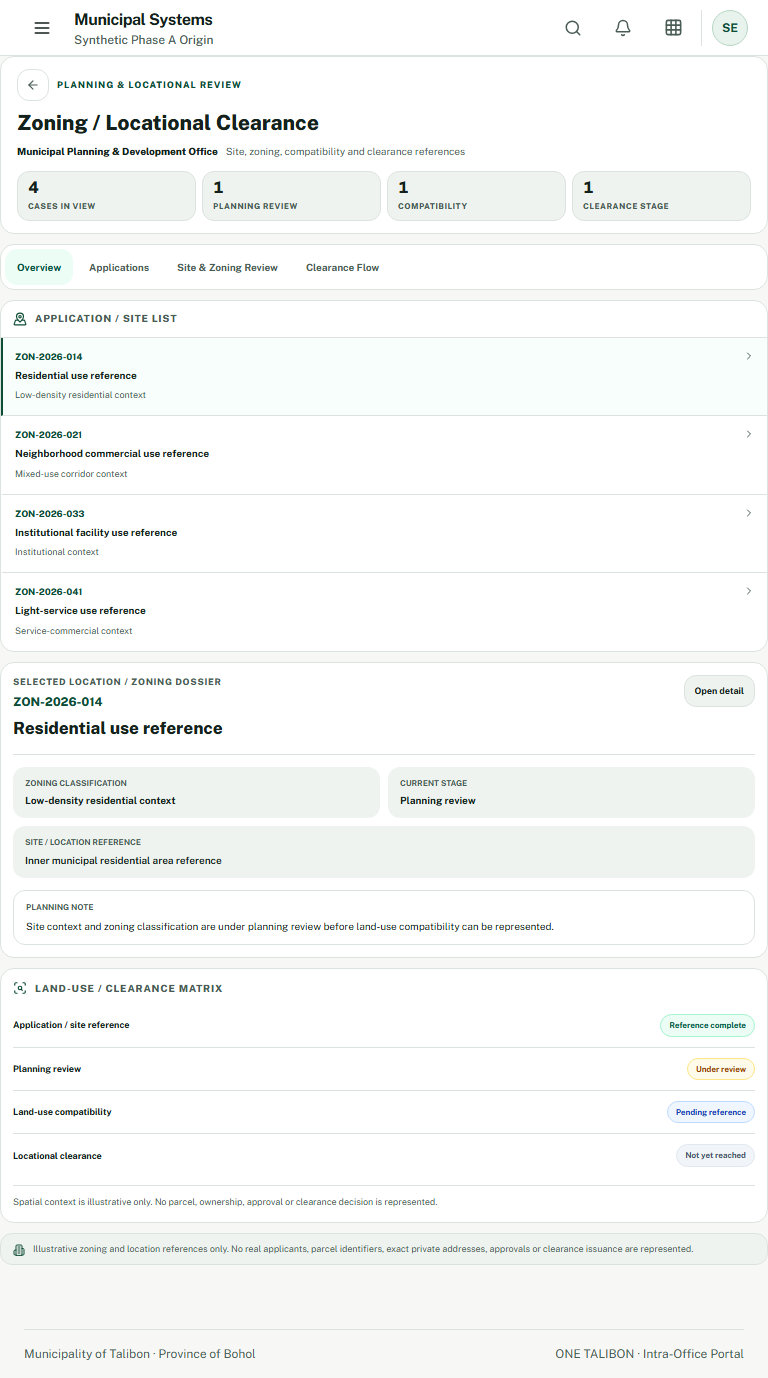 Municipal Systems
Synthetic Phase A Origin
SE
PLANNING & LOCATIONAL REVIEW
Zoning / Locational Clearance
Municipal Planning & Development Office Site, zoning, compatibility and clearance references
4
CASES IN VIEW
1
PLANNING REVIEW
1
COMPATIBILITY
1
CLEARANCE STAGE
Overview
Applications
Site & Zoning Review
Clearance Flow
APPLICATION / SITE LIST
ZON-2026-014
Residential use reference
Low-density residential context
ZON-2026-021
Neighborhood commercial use reference
Mixed-use corridor context
ZON-2026-033
Institutional facility use reference
Institutional context
ZON-2026-041
Light-service use reference
Service-commercial context
SELECTED LOCATION / ZONING DOSSIER
ZON-2026-014
Residential use reference
Open detail
ZONING CLASSIFICATION
Low-density residential context
CURRENT STAGE
Planning review
SITE / LOCATION REFERENCE
Inner municipal residential area reference
PLANNING NOTE
Site context and zoning classification are under planning review before land-use compatibility can be represented.
LAND-USE / CLEARANCE MATRIX
Application / site reference
Reference complete
Planning review
Under review
Land-use compatibility
Pending reference
Locational clearance
Not yet reached
Spatial context is illustrative only. No parcel, ownership, approval or clearance decision is represented.
Illustrative zoning and location references only. No real applicants, parcel identifiers, exact private addresses, approvals or clearance issuance are represented.
Municipality of Talibon · Province of Bohol
ONE TALIBON · Intra-Office Portal